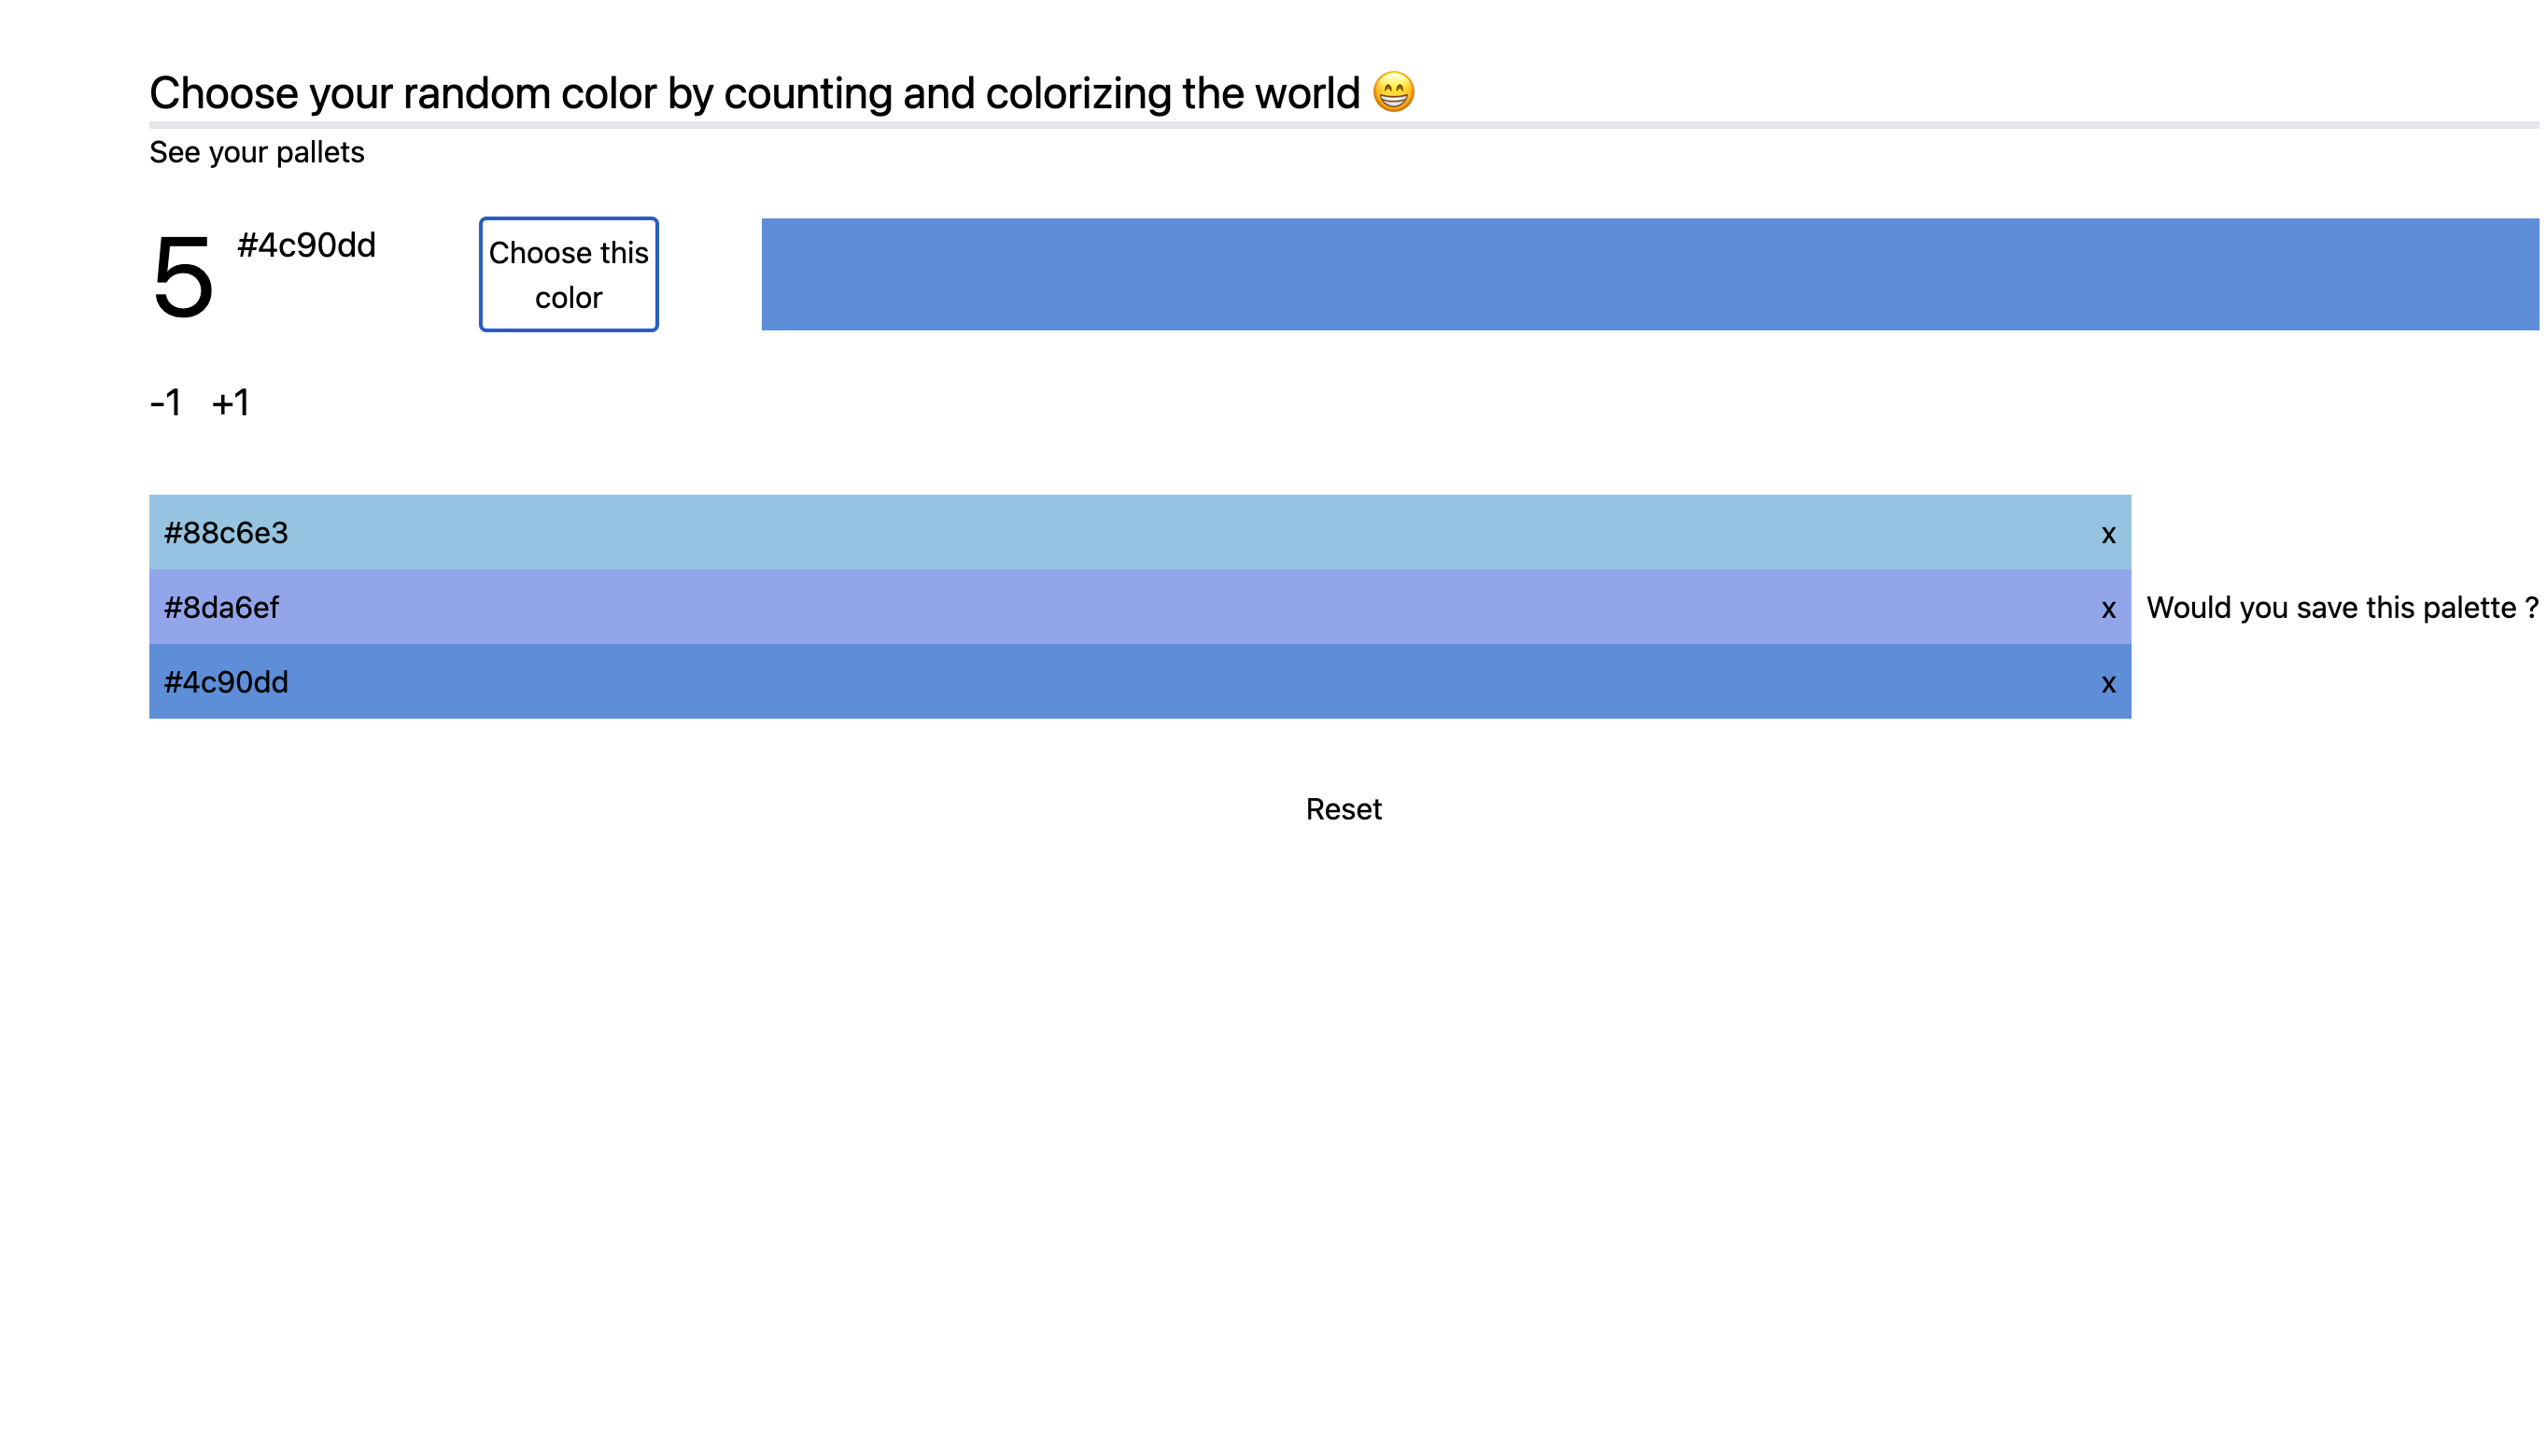 Choose your random color by counting and colorizing the world 😁
See your pallets
5 #4c90dd
Choose this
color
-1 +1
#88c6e3 x
#8da6ef x Would you save this palette ?
#4c90dd x
Reset